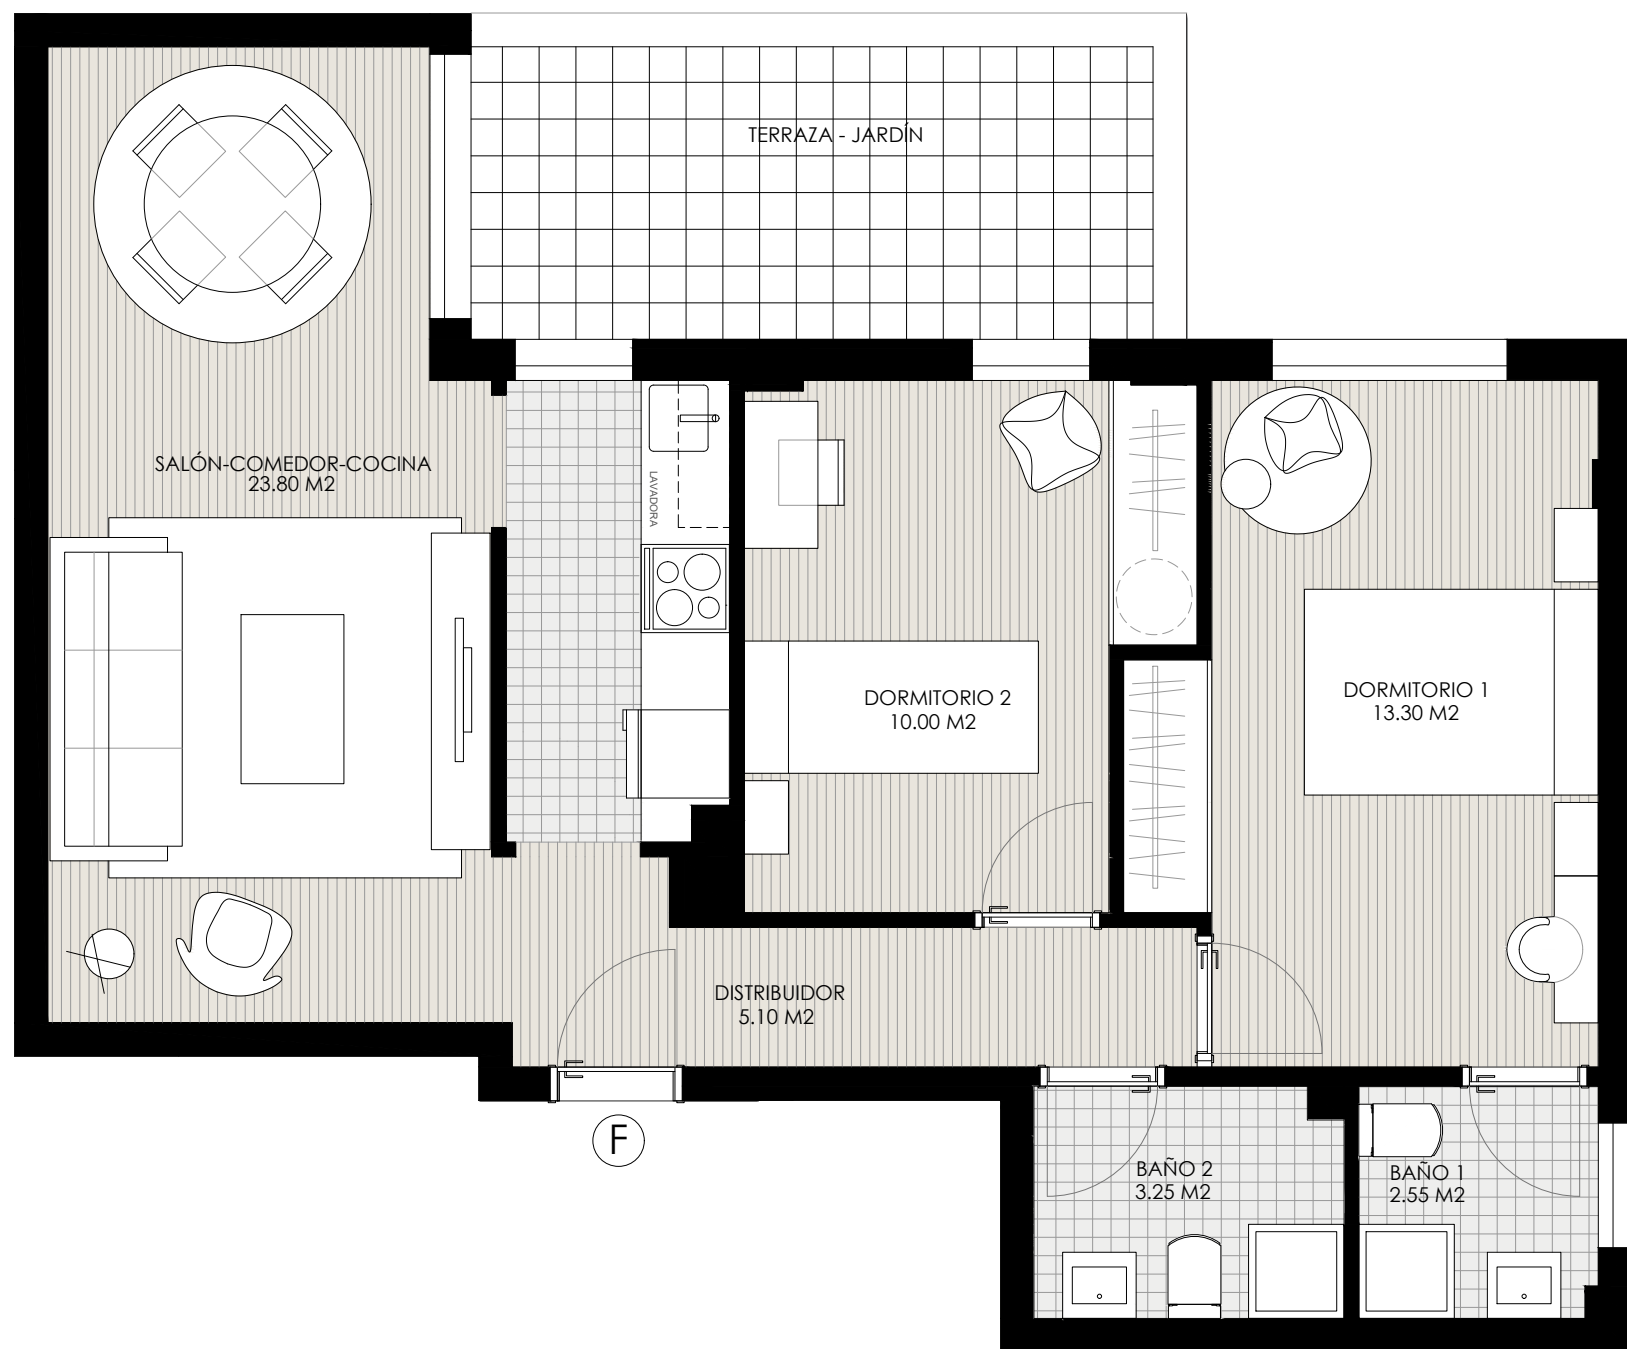 TERRAZA - JARDÍN
SALÓN-COMEDOR-COCINA
23.80 M2
LAVADORA
DORMITORIO 2
10.00 M2
DORMITORIO 1
13.30 M2
DISTRIBUIDOR
5.10 M2
F
BAÑO 2
3.25 M2
BAÑO 1
2.55 M2